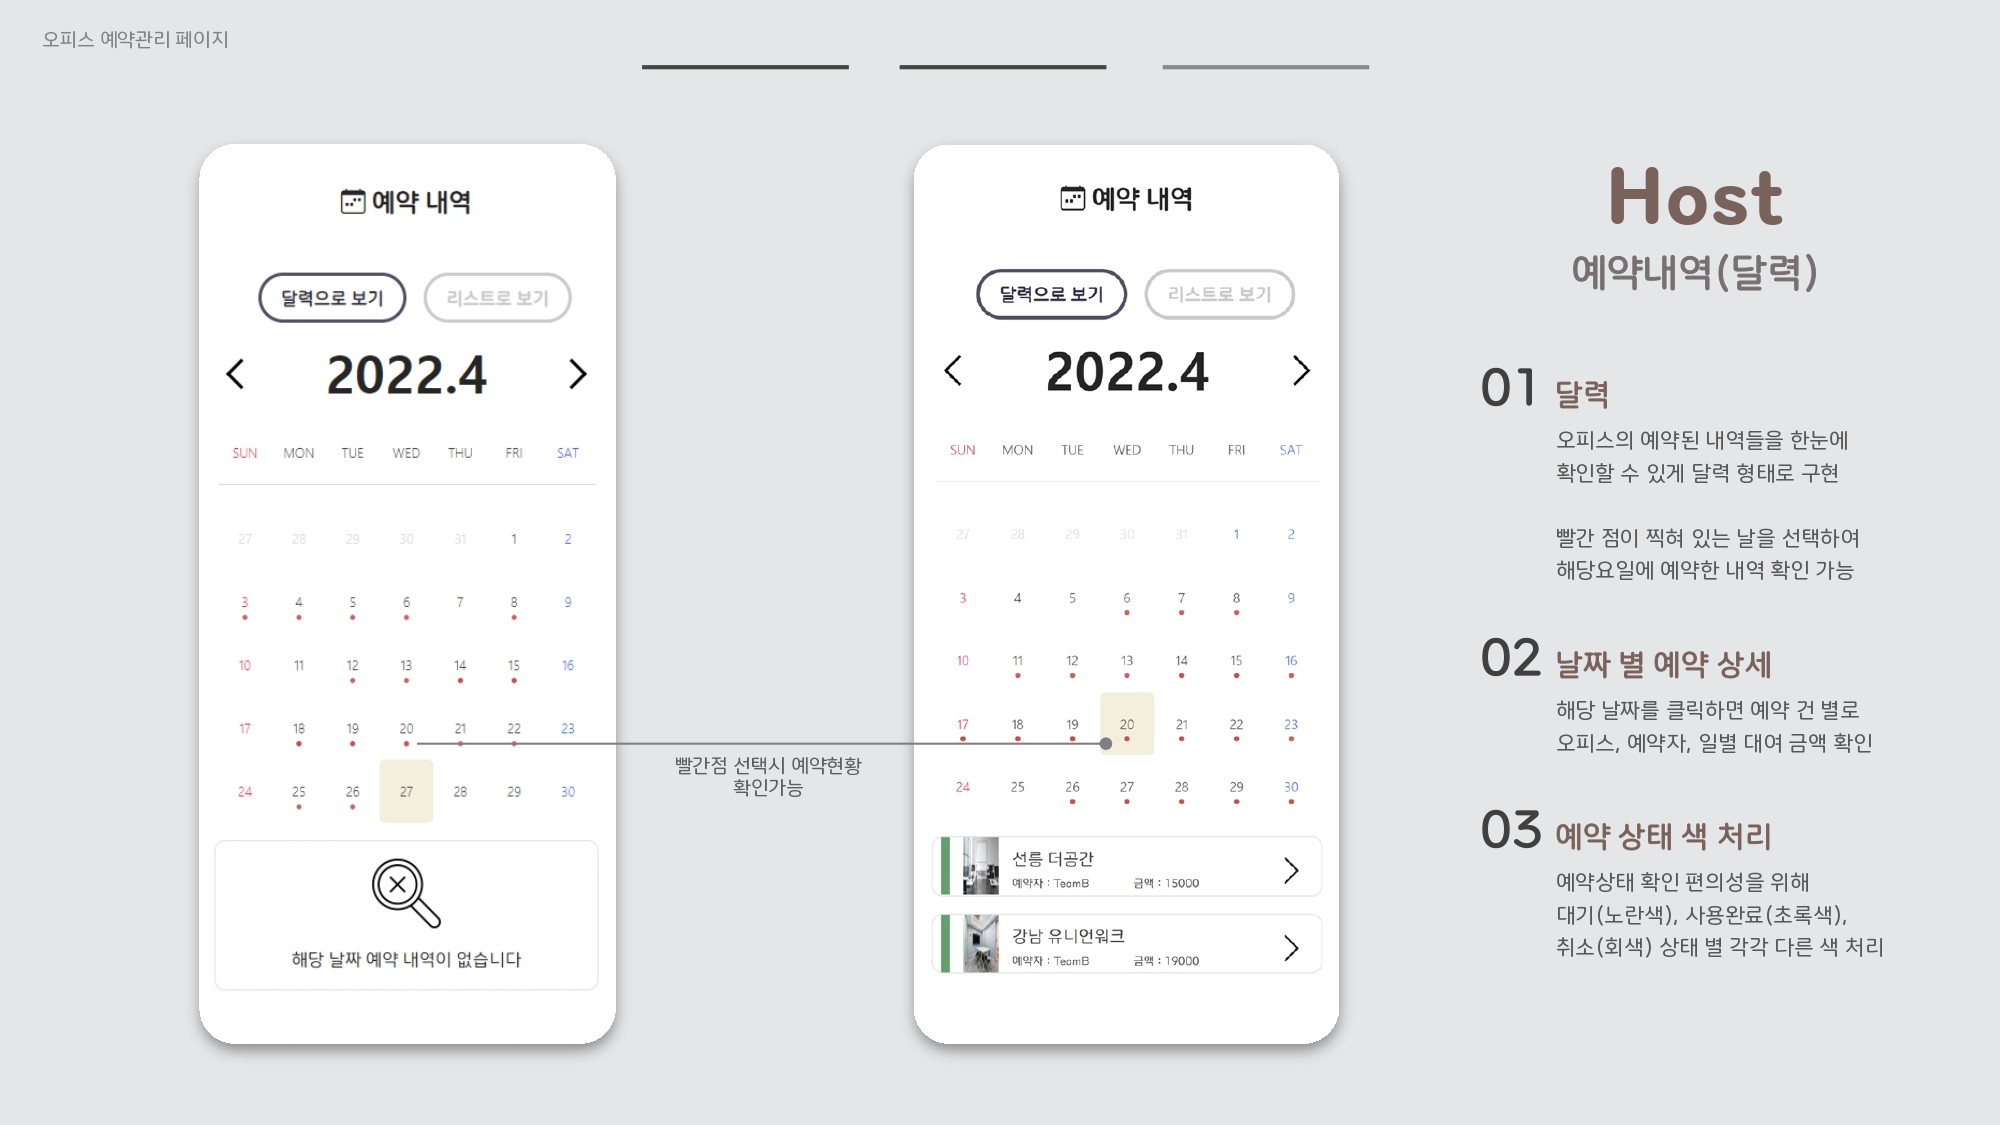 오피스 예약관리 페이지
예약 내역
달력으로 보기 리스트로 보기
2022.4
SUN MON TUE WED THU FRI SAT
27 28 29 30 31 1 2
3 4 5 6 7 8 9
10 11 12 13 14 15 16
17 18 19 20 21 22 23
24 25 26 27 28 29 30
해당 날짜 예약 내역이 없습니다
빨간점 선택시 예약현황
확인가능
예약 내역
달력으로 보기 리스트로 보기
2022.4
SUN MON TUE WED THU FRI SAT
27 28 29 30 31 1 2
3 4 5 6 7 8 9
10 11 12 13 14 15 16
17 18 19 20 21 22 23
24 25 26 27 28 29 30
선릉 더공간
예약자 : TeamB 금액 : 15000
강남 유니언워크
예약자 : TeamB 금액 : 19000
Host
예약내역(달력)
01 달력
오피스의 예약된 내역들을 한눈에
확인할 수 있게 달력 형태로 구현
빨간 점이 찍혀 있는 날을 선택하여
해당요일에 예약한 내역 확인 가능
02 날짜 별 예약 상세
해당 날짜를 클릭하면 예약 건 별로
오피스, 예약자, 일별 대여 금액 확인
03 예약 상태 색 처리
예약상태 확인 편의성을 위해
대기(노란색), 사용완료(초록색),
취소(회색) 상태 별 각각 다른 색 처리